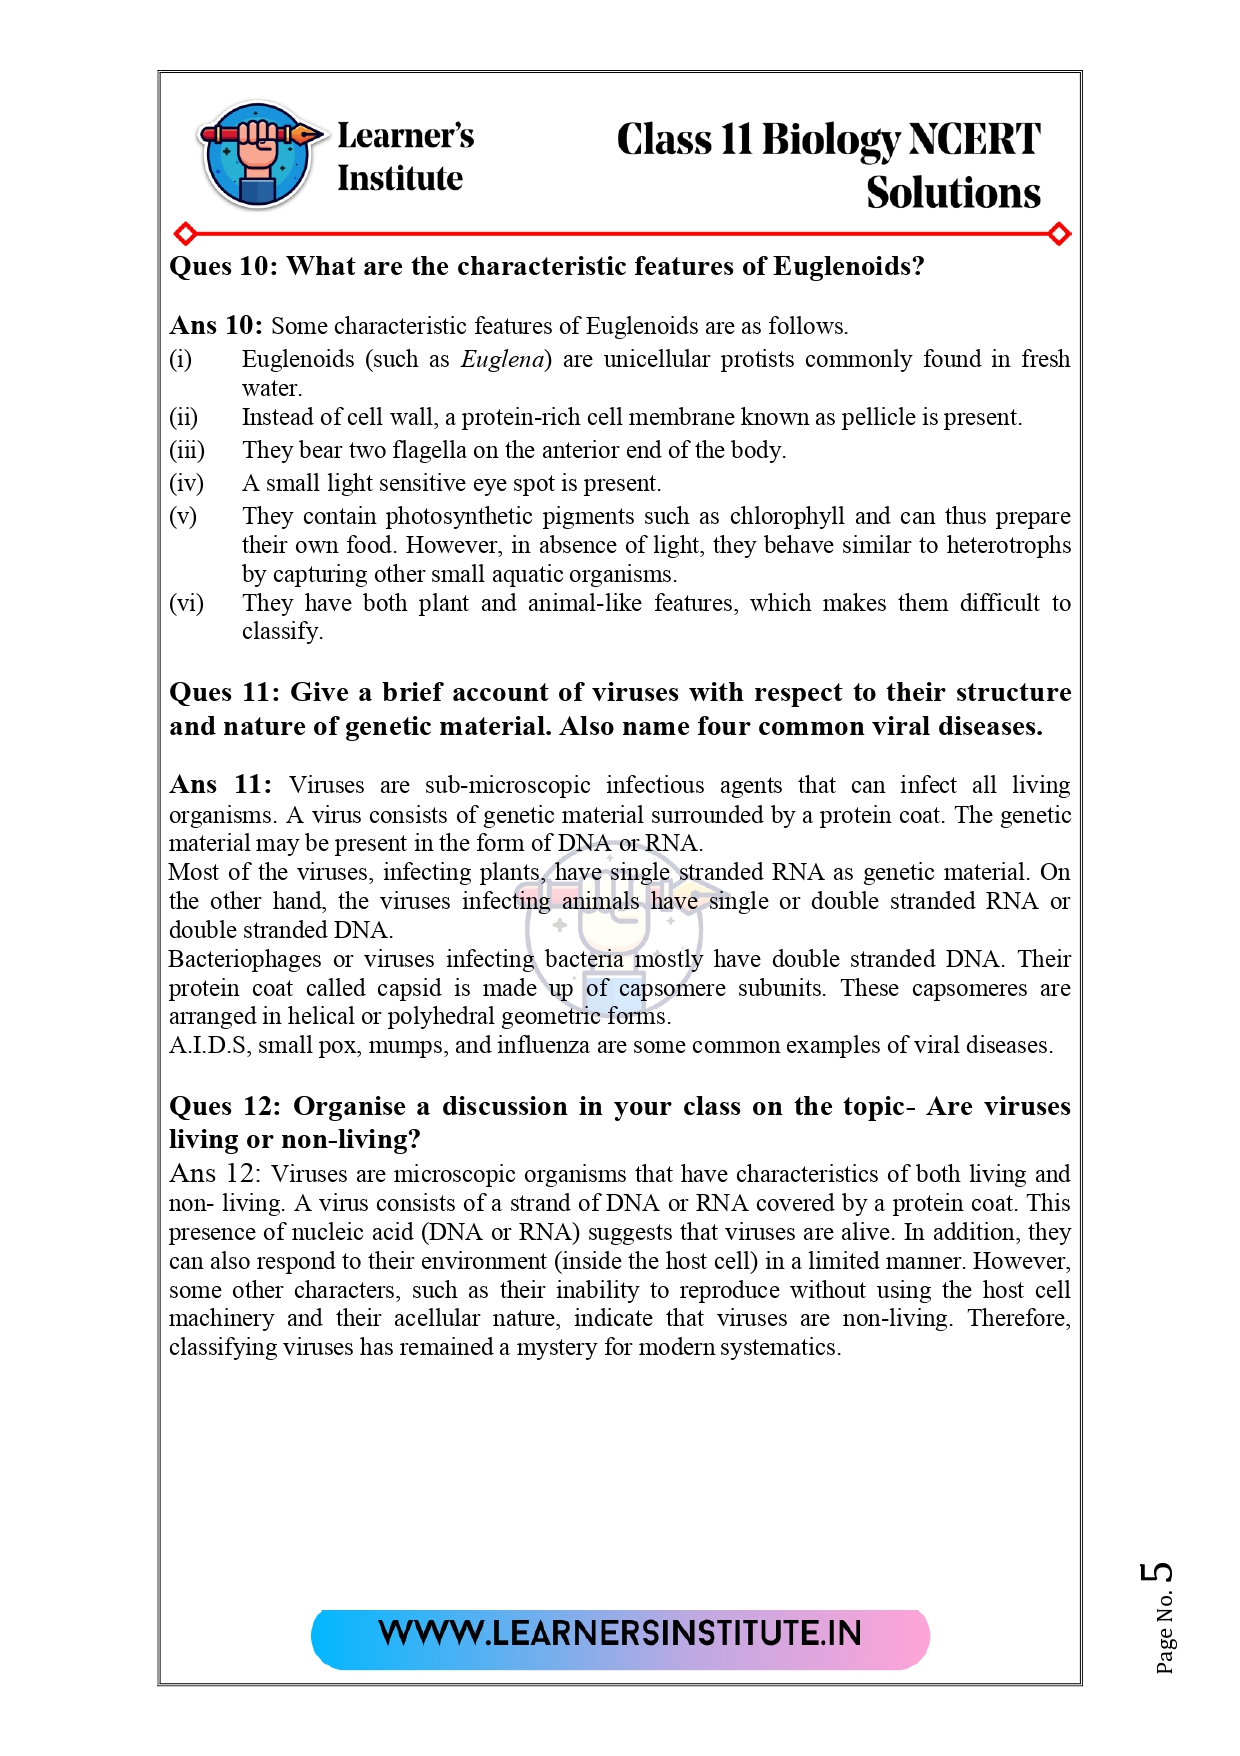 Learner's
Institute
Class 11 Biology NCERT
Solutions
Ques 10: What are the characteristic features of Euglenoids?
Ans 10: Some characteristic features of Euglenoids are as follows.
(i) Euglenoids (such as Euglena) are unicellular protists commonly found in fresh
water.
(ii) Instead of cell wall, a protein-rich cell membrane known as pellicle is present.
(iii) They bear two flagella on the anterior end of the body.
(iv) A small light sensitive eye spot is present.
(v) They contain photosynthetic pigments such as chlorophyll and can thus prepare
their own food. However, in absence of light, they behave similar to heterotrophs
by capturing other small aquatic organisms.
(vi) They have both plant and animal-like features, which makes them difficult to
classify.
Ques 11: Give a brief account of viruses with respect to their structure
and nature of genetic material. Also name four common viral diseases.
Ans 11: Viruses are sub-microscopic infectious agents that can infect all living
organisms. A virus consists of genetic material surrounded by a protein coat. The genetic
material may be present in the form of DNA or RNA.
Most of the viruses, infecting plants, have single stranded RNA as genetic material. On
the other hand, the viruses infecting animals have single or double stranded RNA or
double stranded DNA.
Bacteriophages or viruses infecting bacteria mostly have double stranded DNA. Their
protein coat called capsid is made up of capsomere subunits. These capsomeres are
arranged in helical or polyhedral geometric forms.
A.I.D.S, small pox, mumps, and influenza are some common examples of viral diseases.
Ques 12: Organise a discussion in your class on the topic- Are viruses
living or non-living?
Ans 12: Viruses are microscopic organisms that have characteristics of both living and
non- living. A virus consists of a strand of DNA or RNA covered by a protein coat. This
presence of nucleic acid (DNA or RNA) suggests that viruses are alive. In addition, they
can also respond to their environment (inside the host cell) in a limited manner. However,
some other characters, such as their inability to reproduce without using the host cell
machinery and their acellular nature, indicate that viruses are non-living. Therefore,
classifying viruses has remained a mystery for modern systematics.
WWW.LEARNERSINSTITUTE.IN
Page No. 5